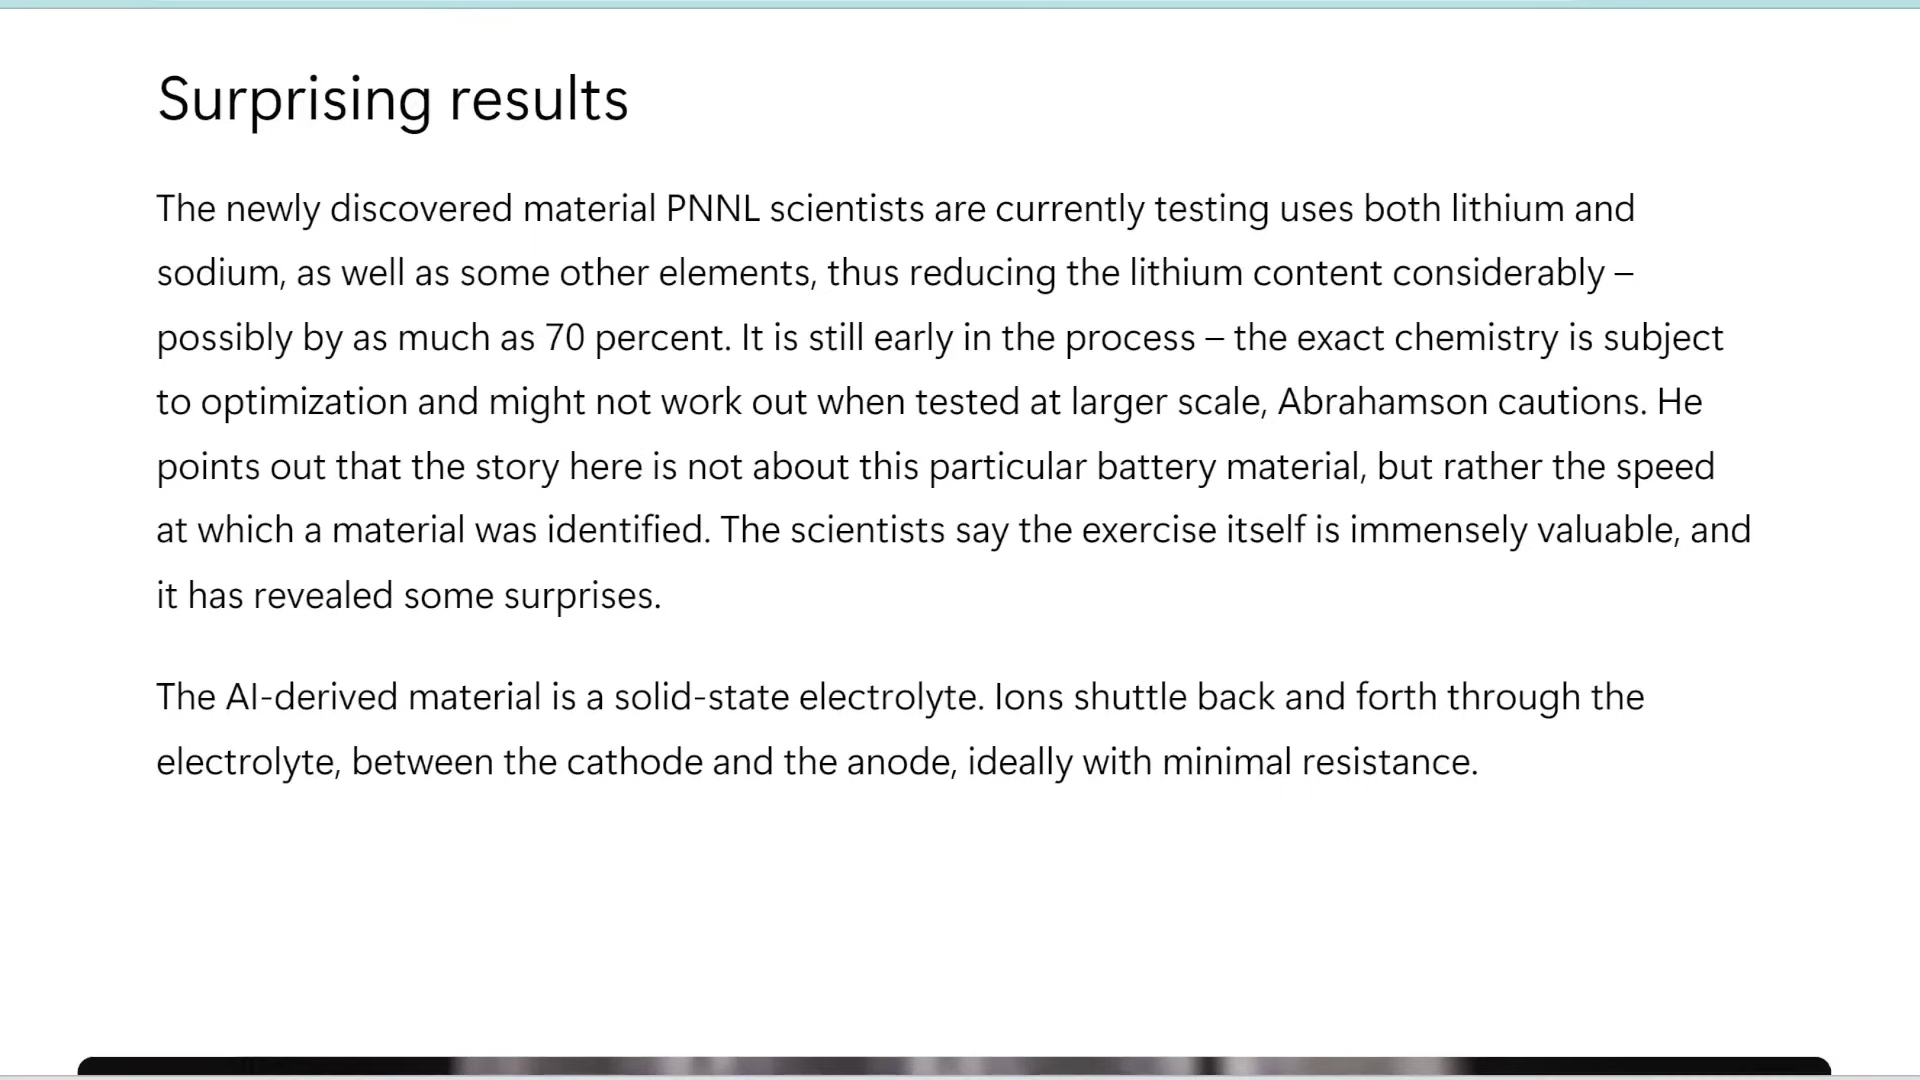 Surprising results
The newly discovered material PNNL scientists are currently testing uses both lithium and
sodium, as well as some other elements, thus reducing the lithium content considerably –
possibly by as much as 70 percent. It is still early in the process – the exact chemistry is subject
to optimization and might not work out when tested at larger scale, Abrahamson cautions. He
points out that the story here is not about this particular battery material, but rather the speed
at which a material was identified. The scientists say the exercise itself is immensely valuable, and
it has revealed some surprises.
The AI-derived material is a solid-state electrolyte. Ions shuttle back and forth through the
electrolyte, between the cathode and the anode, ideally with minimal resistance.